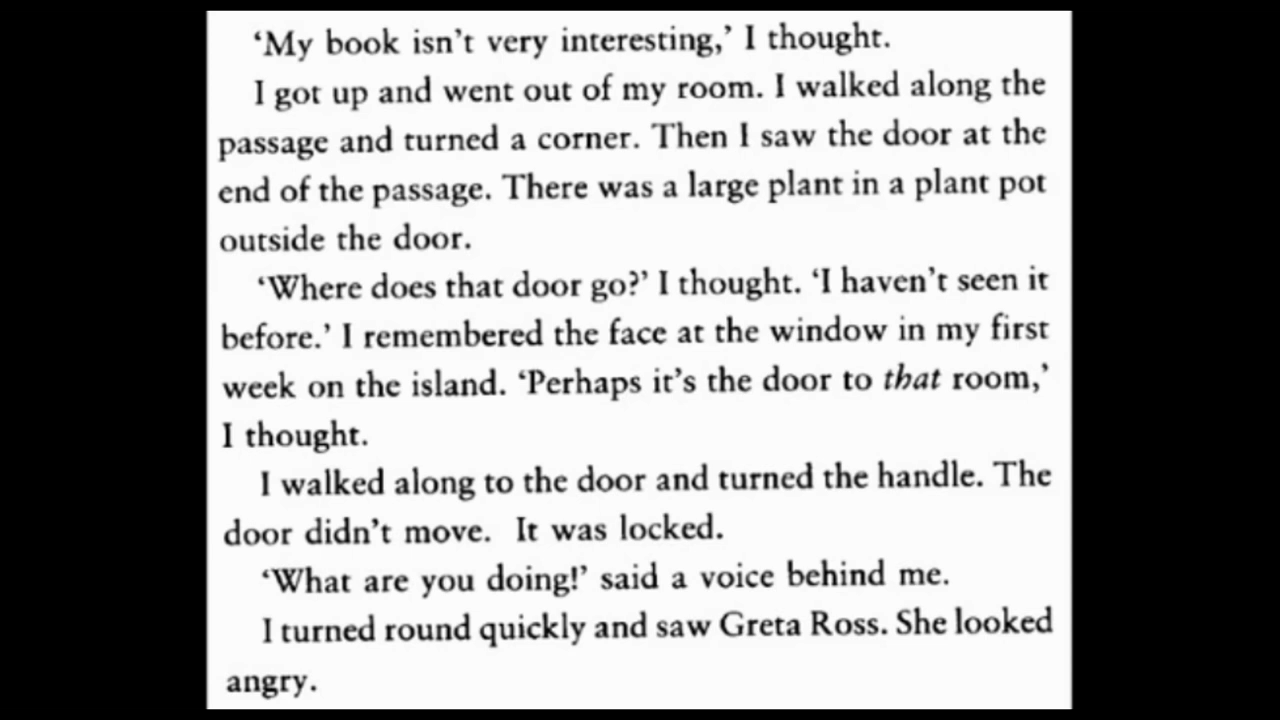 ‘My book isn’t very interesting,’ I thought.
I got up and went out of my room. I walked along the
passage and turned a corner. Then I saw the door at the
end of the passage. There was a large plant in a plant pot
outside the door.
‘Where does that door go?’ I thought. ‘I haven’t seen it
before.’ I remembered the face at the window in my first
week on the island. ‘Perhaps it’s the door to that room,’
I thought.
I walked along to the door and turned the handle. The
door didn’t move. It was locked.
‘What are you doing!’ said a voice behind me.
I turned round quickly and saw Greta Ross. She looked
angry.